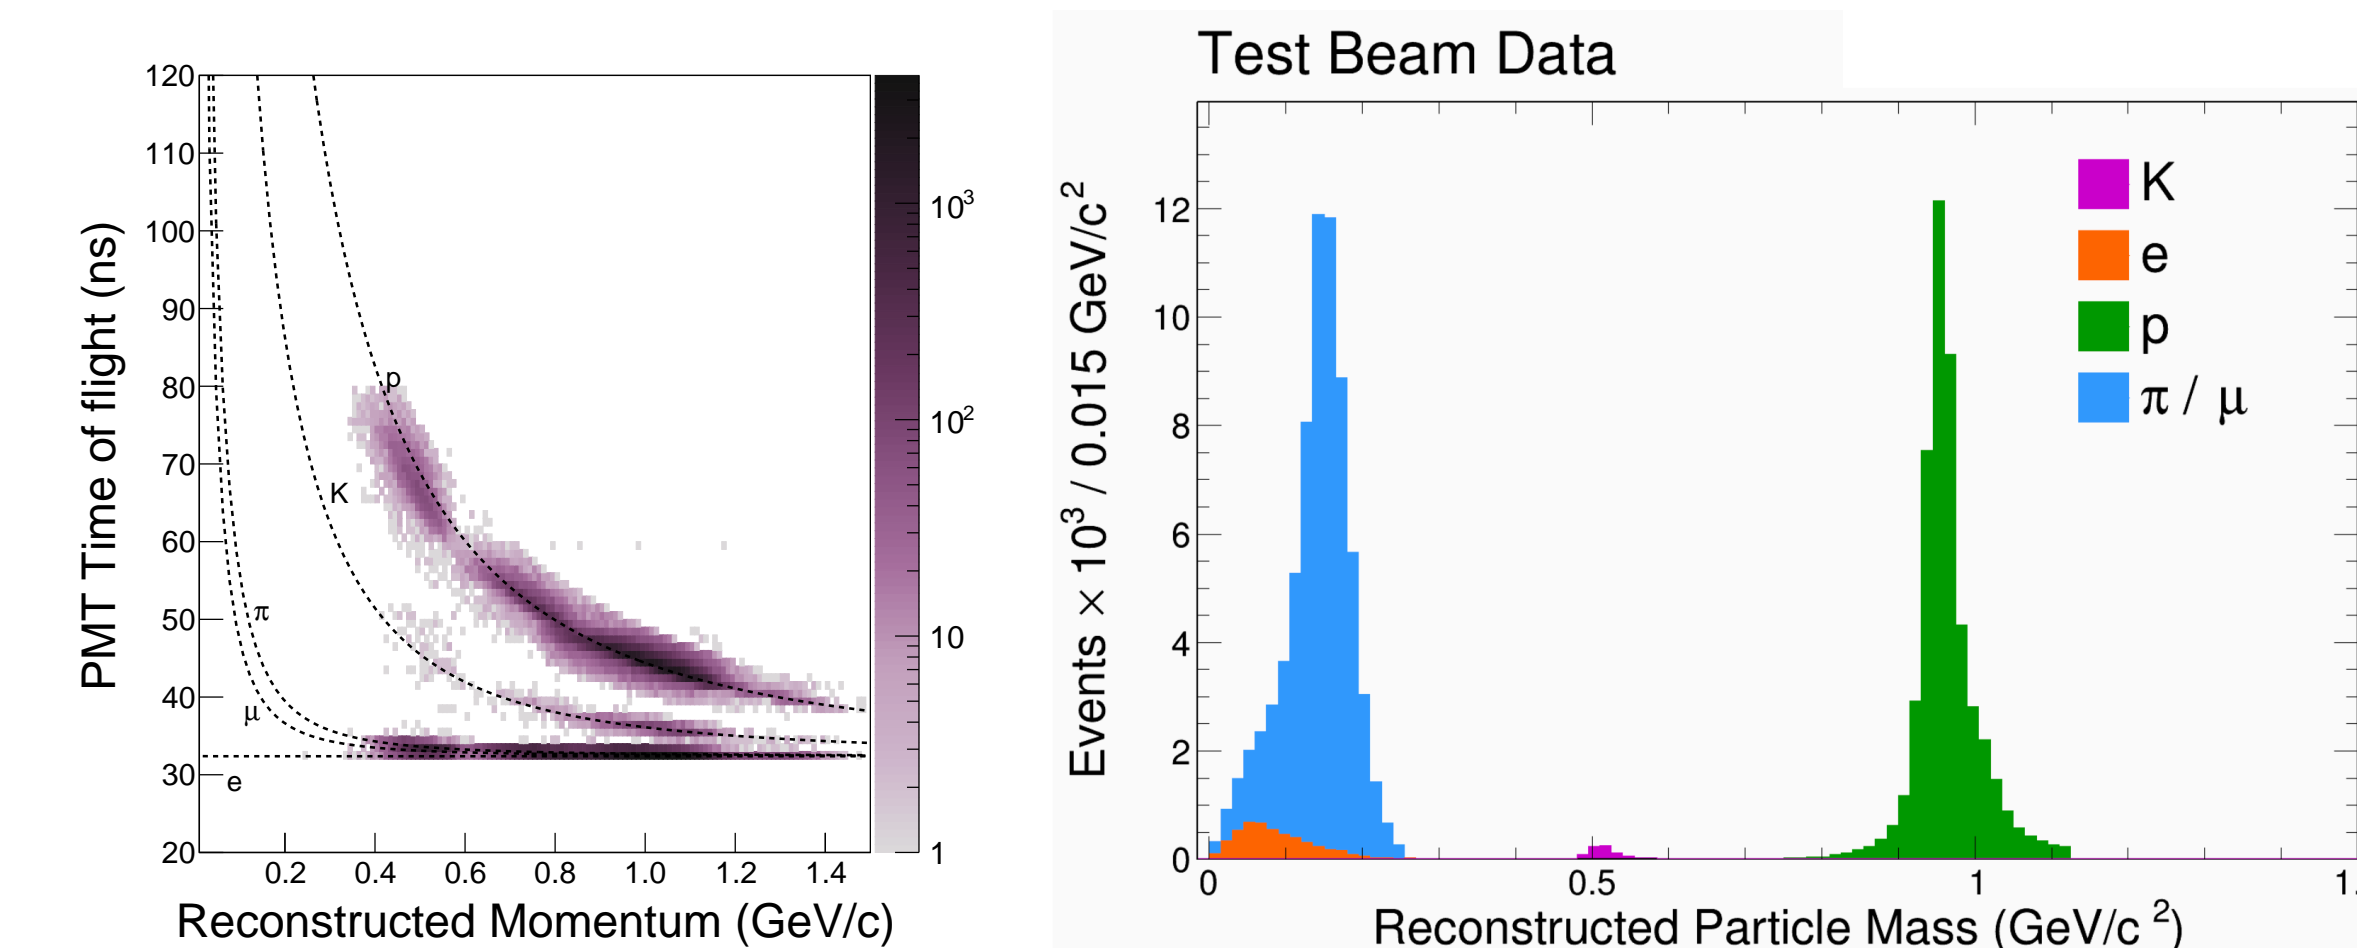 120
110
100
90
80
70
60
50
40
30
20
PMT Time of flight (ns)
p
K
π
μ
e
0.2 0.4 0.6 0.8 1.0 1.2 1.4
Reconstructed Momentum (GeV/c)
10³
10²
10
1
Test Beam Data
Events × 10³ / 0.015 GeV/c²
12
10
8
6
4
2
0
K
e
p
π / μ
0 0.5 1 1.
Reconstructed Particle Mass (GeV/c ²)